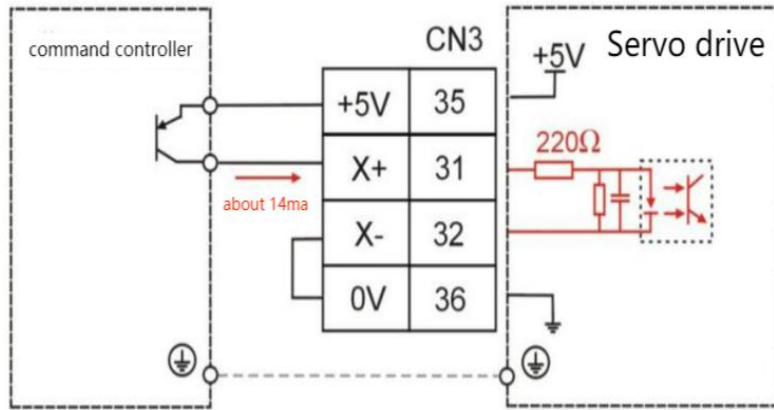 command controller
CN3
Servo drive
+5V
+5V 35
220Ω
X+ 31
about 14ma
X- 32
0V 36